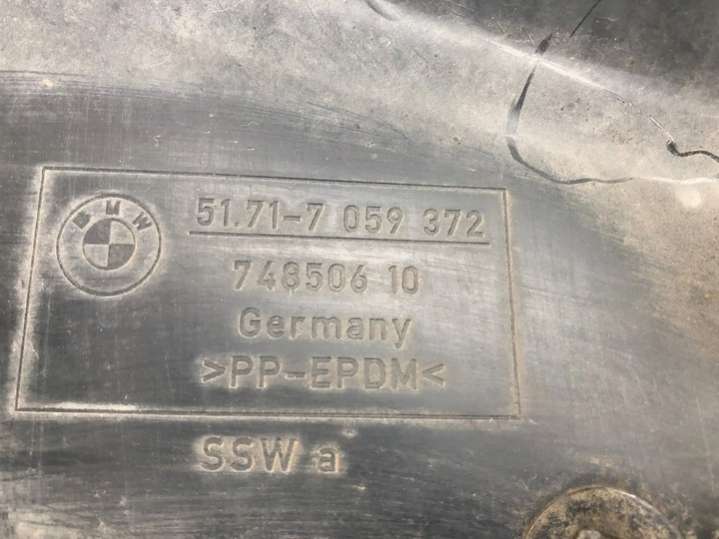 BMW
51.71-7 059 372
748506 10
Germany
>PP-EPDM<
SSW a